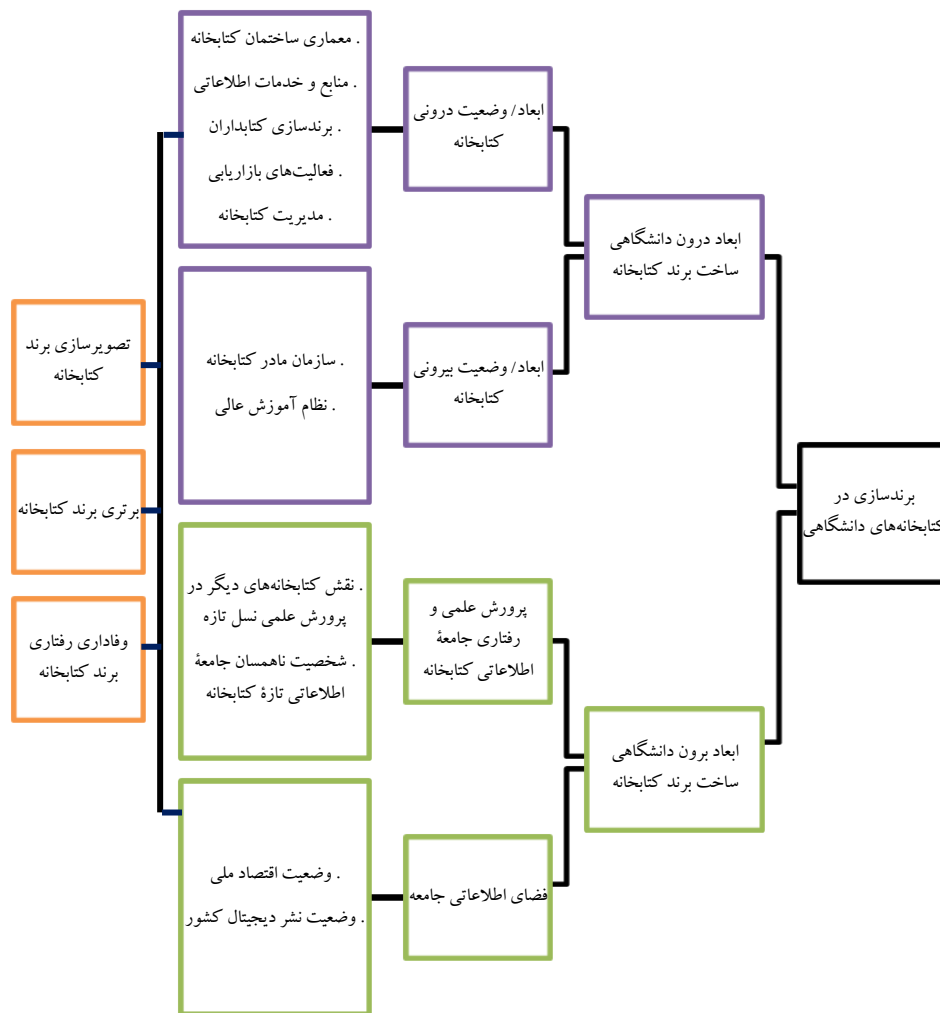 برندسازی در
کتابخانه‌های دانشگاهی
ابعاد درون دانشگاهی
ساخت برند کتابخانه
ابعاد/ وضعیت درونی
کتابخانه
. معماری ساختمان کتابخانه
. منابع و خدمات اطلاعاتی
. برندسازی کتابداران
. فعالیت‌های بازاریابی
. مدیریت کتابخانه
ابعاد/ وضعیت بیرونی
کتابخانه
. سازمان مادر کتابخانه
. نظام آموزش عالی
ابعاد برون دانشگاهی
ساخت برند کتابخانه
پرورش علمی و
رفتاری جامعۀ
اطلاعاتی کتابخانه
. نقش کتابخانه‌های دیگر در
پرورش علمی نسل تازه
. شخصیت ناهمسان جامعۀ
اطلاعاتی تازۀ کتابخانه
فضای اطلاعاتی جامعه
. وضعیت اقتصاد ملی
. وضعیت نشر دیجیتال کشور
تصویرسازی برند
کتابخانه
برتری برند کتابخانه
وفاداری رفتاری
برند کتابخانه